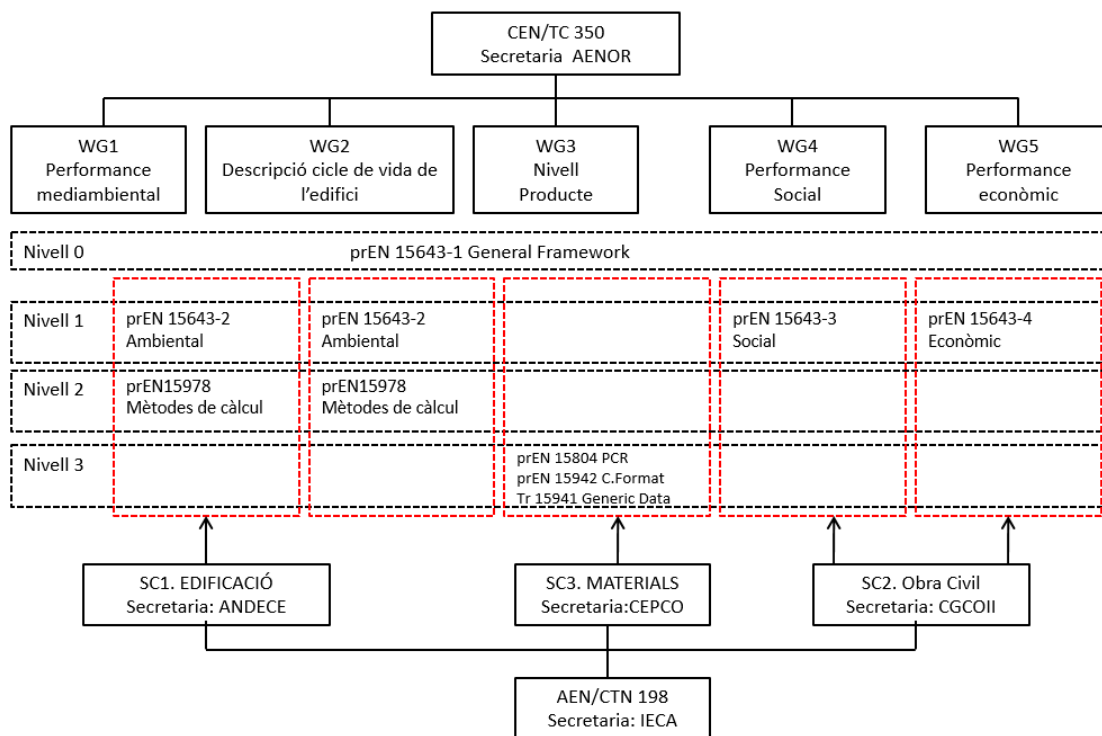 CEN/TC 350
Secretaria AENOR
WG1
Performance
mediambiental
WG2
Descripció cicle de vida de
l'edifici
WG3
Nivell
Producte
WG4
Performance
Social
WG5
Performance
econòmic
Nivell 0
prEN 15643-1 General Framework
Nivell 1
prEN 15643-2
Ambiental
prEN 15643-2
Ambiental
prEN 15643-3
Social
prEN 15643-4
Econòmic
Nivell 2
prEN15978
Mètodes de càlcul
prEN15978
Mètodes de càlcul
Nivell 3
prEN 15804 PCR
prEN 15942 C.Format
Tr 15941 Generic Data
SC1. EDIFICACIÓ
Secretaria: ANDECE
SC3. MATERIALS
Secretaria:CEPCO
SC2. Obra Civil
Secretaria: CGCOII
AEN/CTN 198
Secretaria: IECA